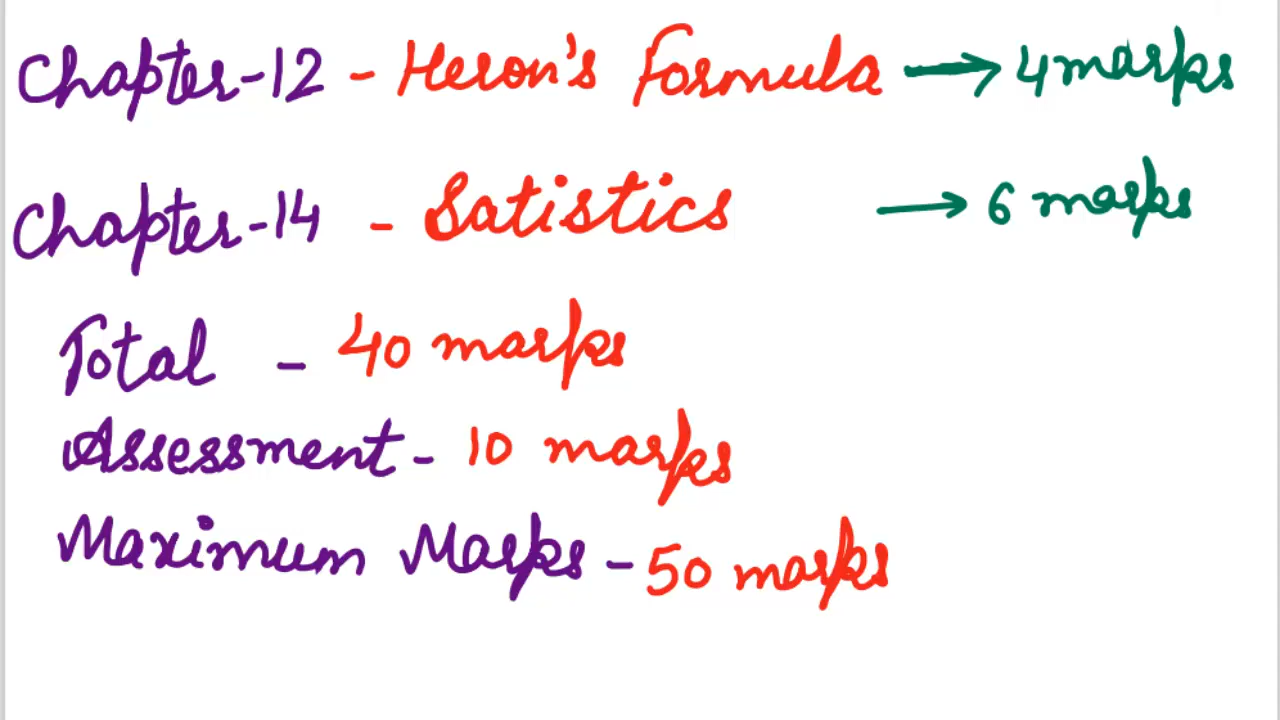 Chapter-12 - Heron's Formula → 4 marks
Chapter-14 - Satistics → 6 marks
Total - 40 marks
Assessment - 10 marks
Maximum Marks - 50 marks